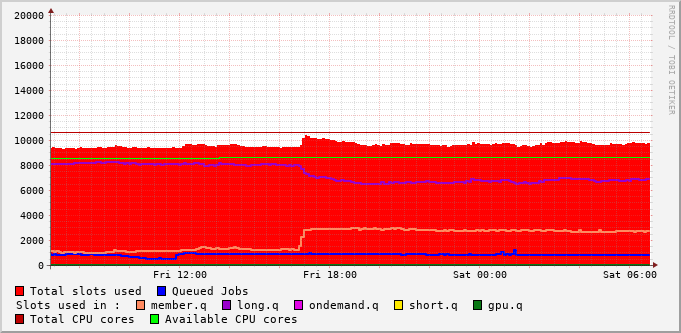 20000
18000
16000
14000
12000
10000
8000
6000
4000
2000
0
Fri 12:00 Fri 18:00 Sat 00:00 Sat 06:00
Total slots used Queued Jobs
Slots used in : member.q long.q ondemand.q short.q gpu.q
Total CPU cores Available CPU cores
RRDTOOL / TOBI OETIKER